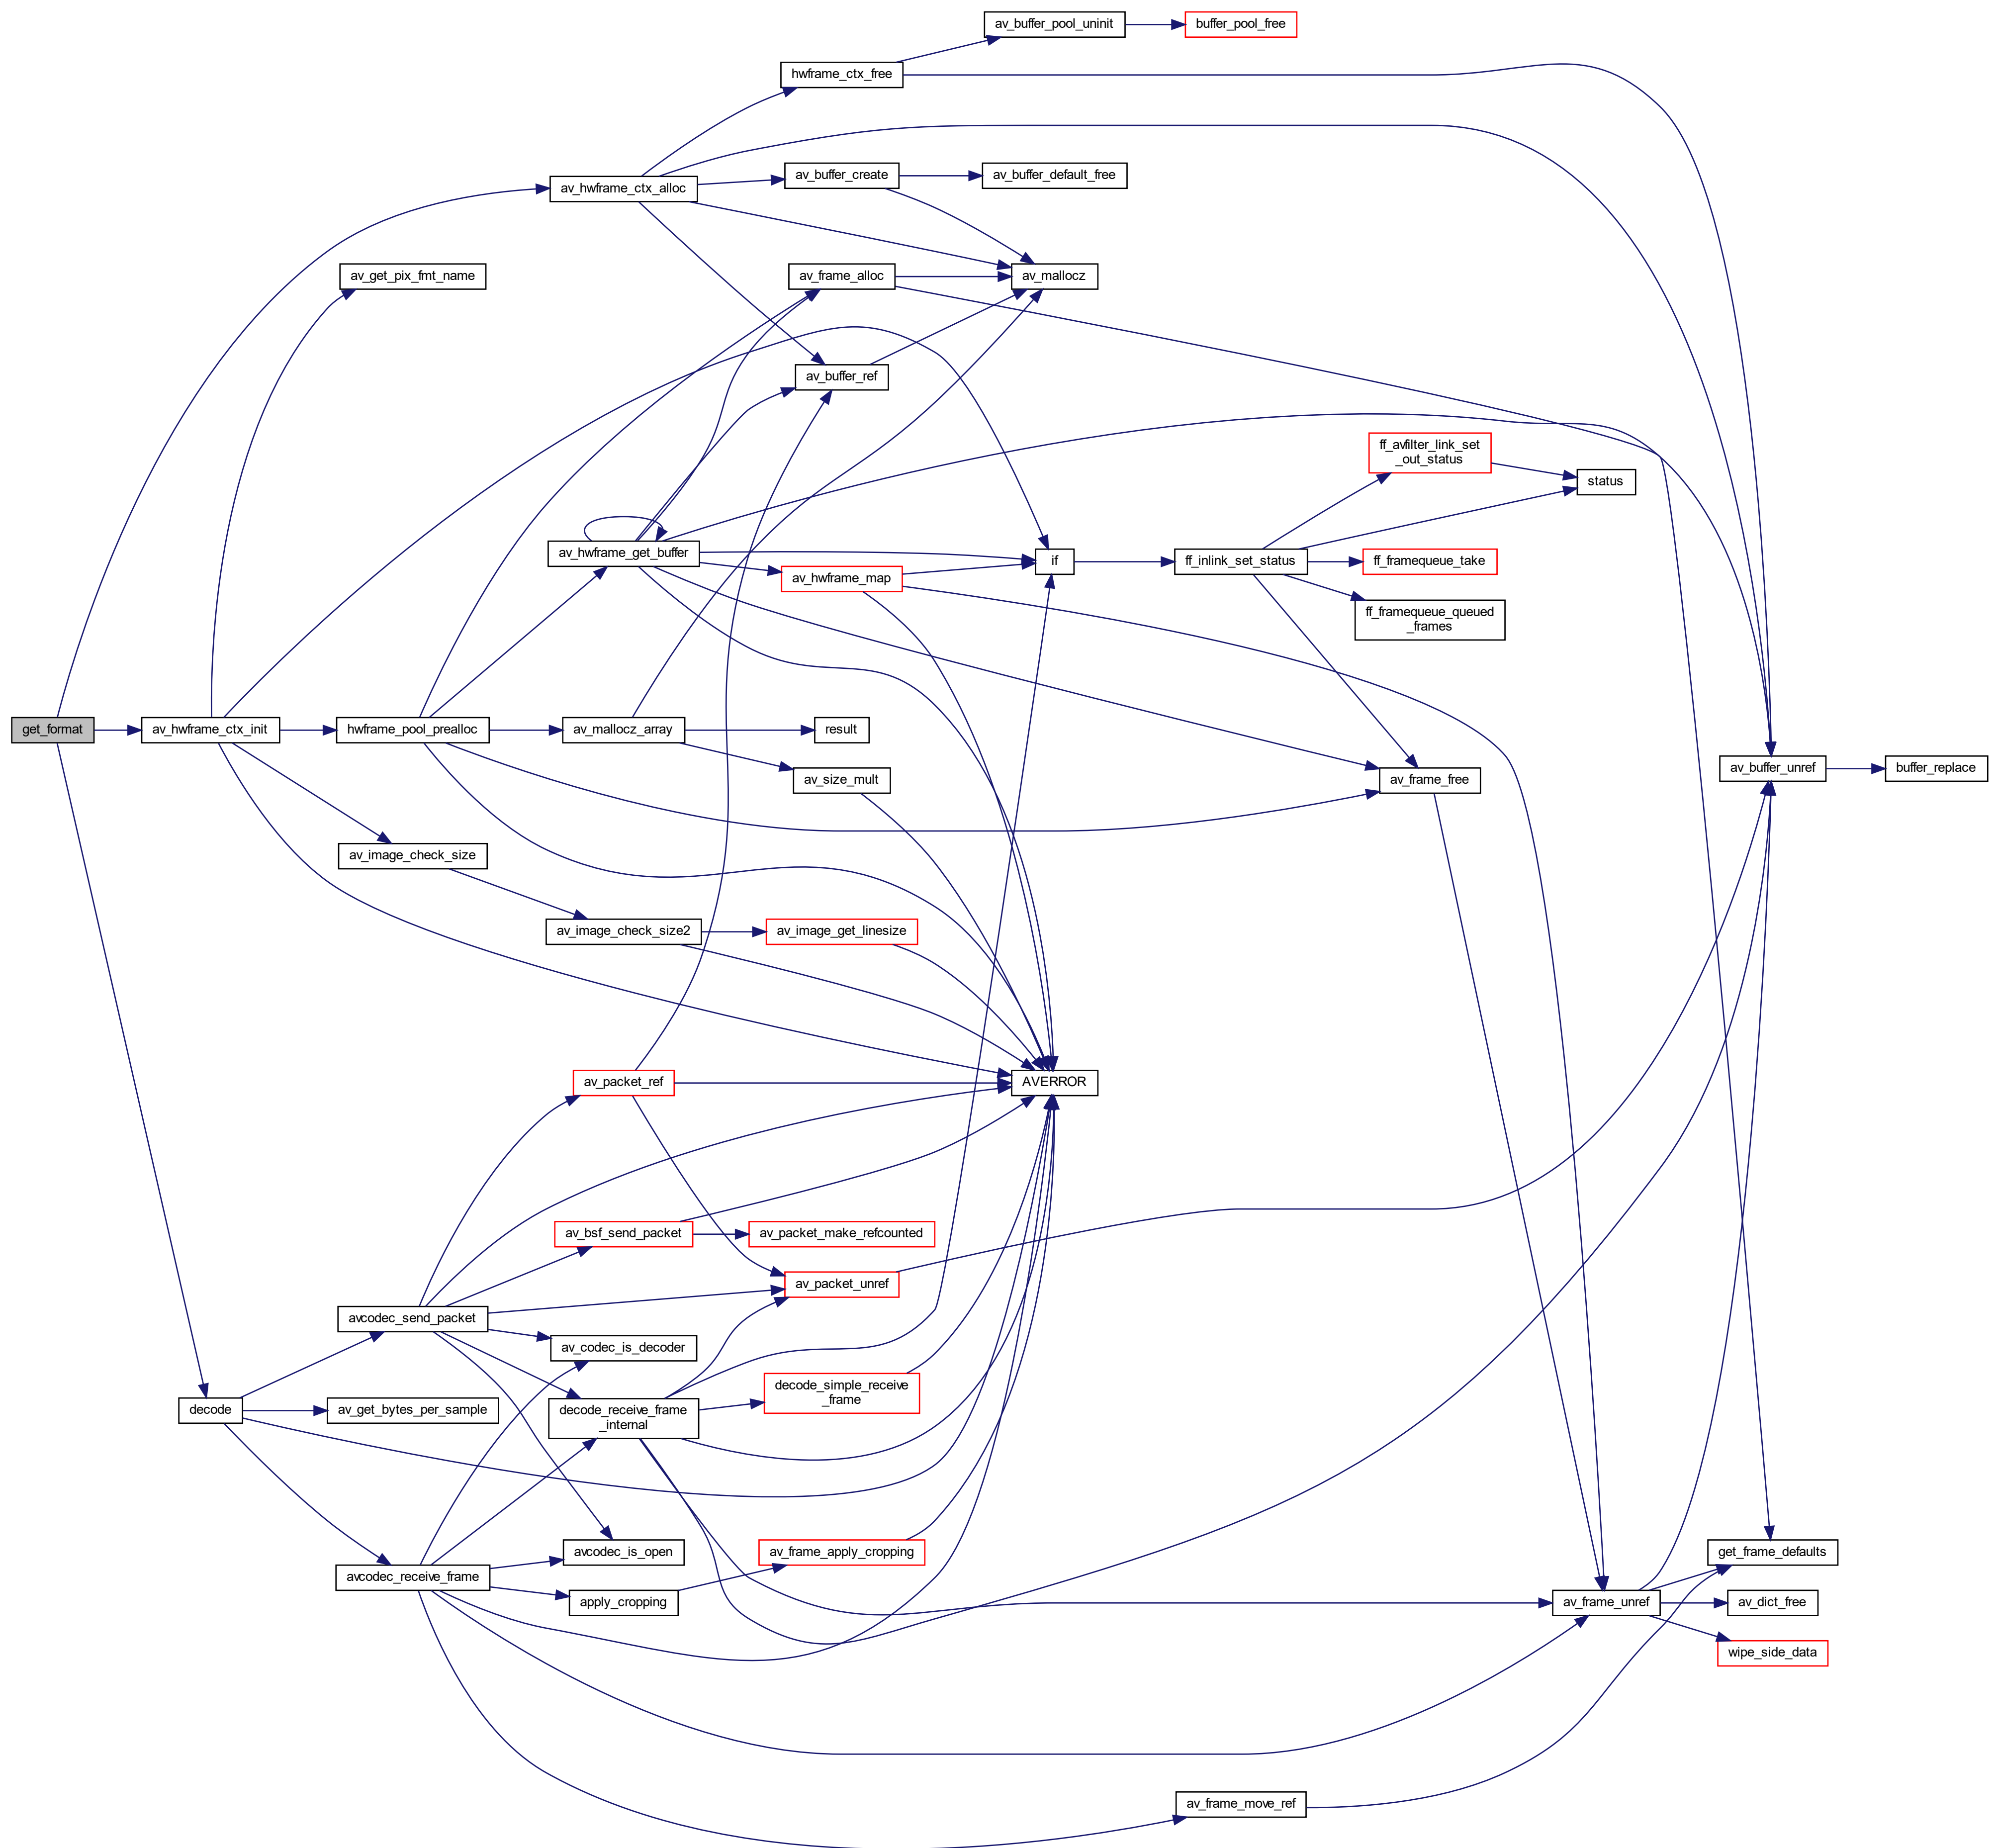 av_buffer_pool_uninit
buffer_pool_free
hwframe_ctx_free
av_buffer_create
av_buffer_default_free
av_hwframe_ctx_alloc
av_get_pix_fmt_name
av_frame_alloc
av_mallocz
av_buffer_ref
ff_avfilter_link_set
_out_status
status
av_hwframe_get_buffer
if
ff_inlink_set_status
ff_framequeue_take
av_hwframe_map
ff_framequeue_queued
_frames
get_format
av_hwframe_ctx_init
hwframe_pool_prealloc
av_mallocz_array
result
av_size_mult
av_frame_free
av_buffer_unref
buffer_replace
av_image_check_size
av_image_check_size2
av_image_get_linesize
av_packet_ref
AVERROR
av_bsf_send_packet
av_packet_make_refcounted
av_packet_unref
avcodec_send_packet
av_codec_is_decoder
decode
av_get_bytes_per_sample
decode_receive_frame
_internal
decode_simple_receive
_frame
avcodec_is_open
av_frame_apply_cropping
get_frame_defaults
avcodec_receive_frame
apply_cropping
av_frame_unref
av_dict_free
wipe_side_data
av_frame_move_ref